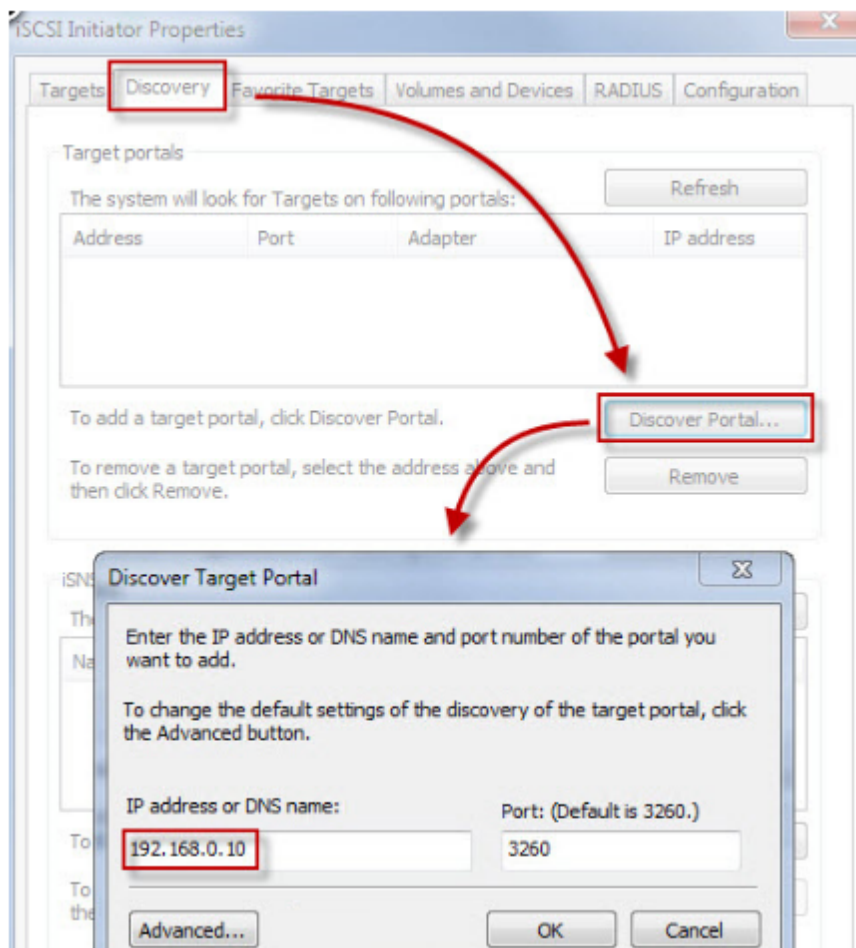 iSCSI Initiator Properties
Targets Discovery Favorite Targets Volumes and Devices RADIUS Configuration
Target portals
The system will look for Targets on following portals: Refresh
Address Port Adapter IP address
To add a target portal, click Discover Portal. Discover Portal...
To remove a target portal, select the address above and
then click Remove.
Remove
Discover Target Portal
Enter the IP address or DNS name and port number of the portal you
want to add.
To change the default settings of the discovery of the target portal, click
the Advanced button.
IP address or DNS name: Port: (Default is 3260.)
192.168.0.10 3260
To
To
the
Advanced... OK Cancel